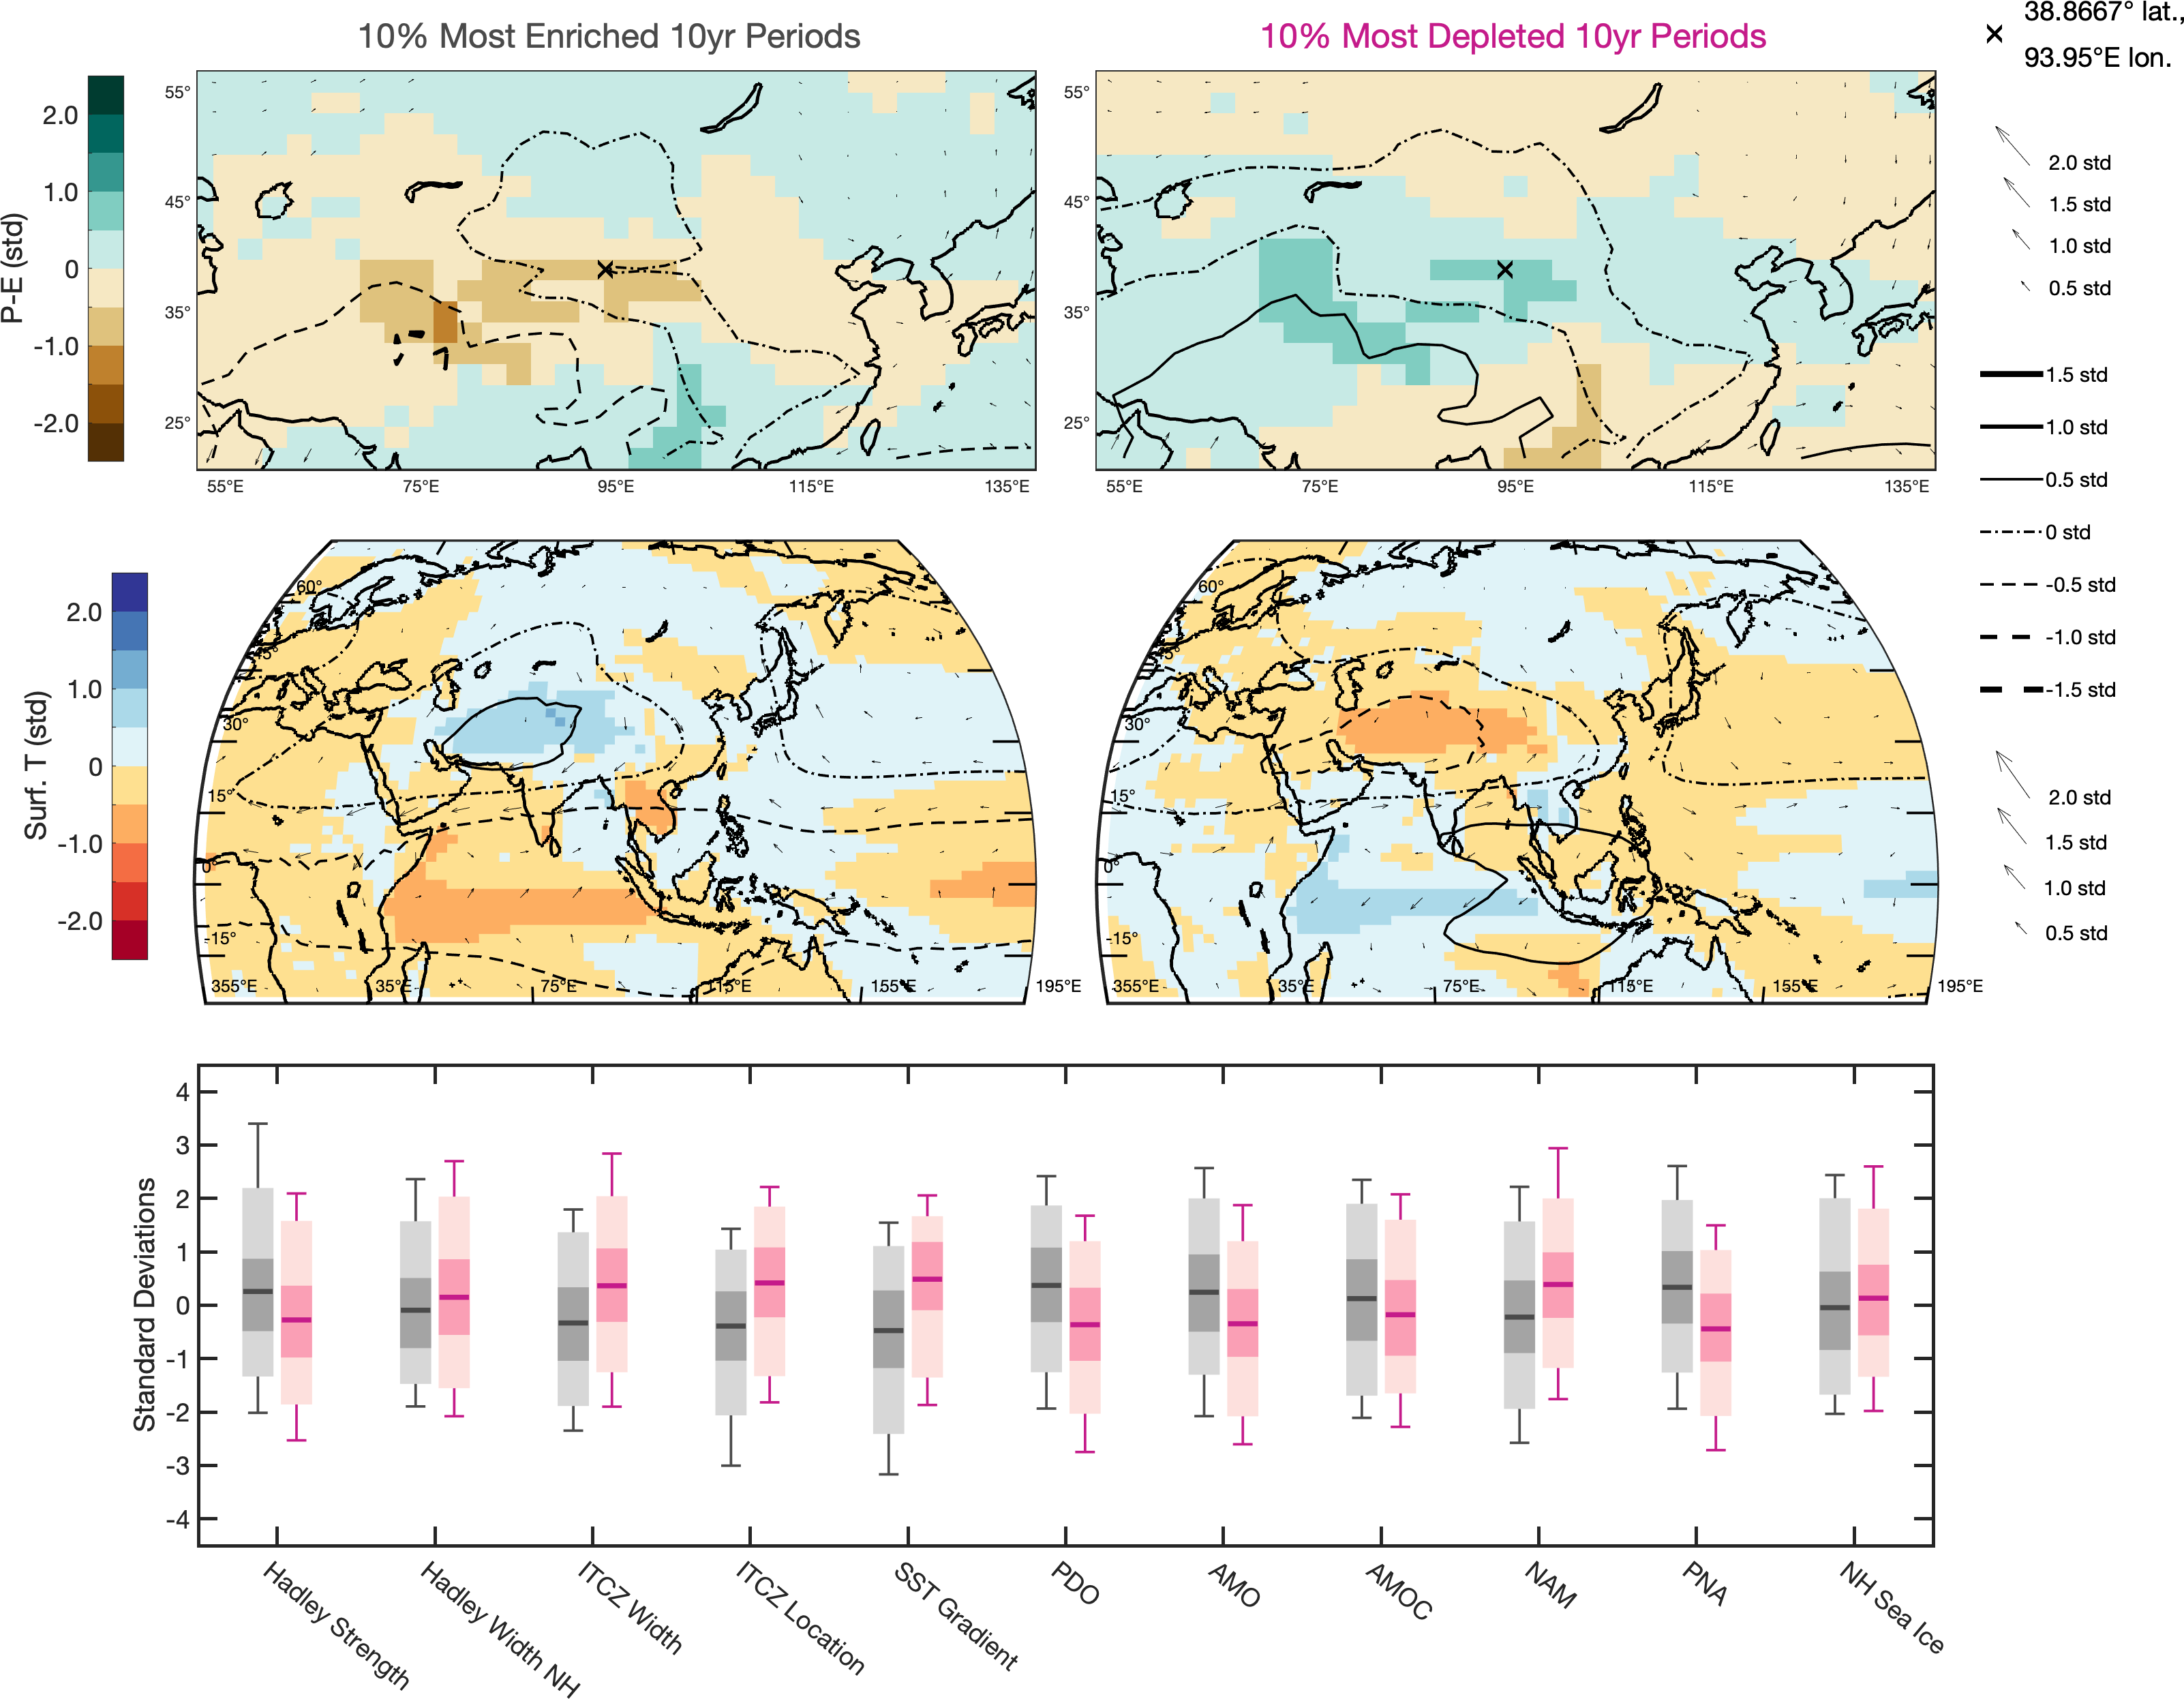 10% Most Enriched 10yr Periods
10% Most Depleted 10yr Periods
38.8667° lat.,
93.95°E lon.
P-E (std)
2.0
1.0
0
-1.0
-2.0
55°
45°
35°
25°
55°E
75°E
95°E
115°E
135°E
55°
45°
35°
25°
55°E
75°E
95°E
115°E
135°E
2.0 std
1.5 std
1.0 std
0.5 std
1.5 std
1.0 std
0.5 std
0 std
-0.5 std
-1.0 std
-1.5 std
Surf. T (std)
2.0
1.0
0
-1.0
-2.0
60°
45°
30°
15°
0°
-15°
355°E
35°E
75°E
115°E
155°E
195°E
60°
45°
30°
15°
0°
-15°
355°E
35°E
75°E
115°E
155°E
195°E
2.0 std
1.5 std
1.0 std
0.5 std
Standard Deviations
4
3
2
1
0
-1
-2
-3
-4
Hadley Strength
Hadley Width NH
ITCZ Width
ITCZ Location
SST Gradient
PDO
AMO
AMOC
NAM
PNA
NH Sea Ice